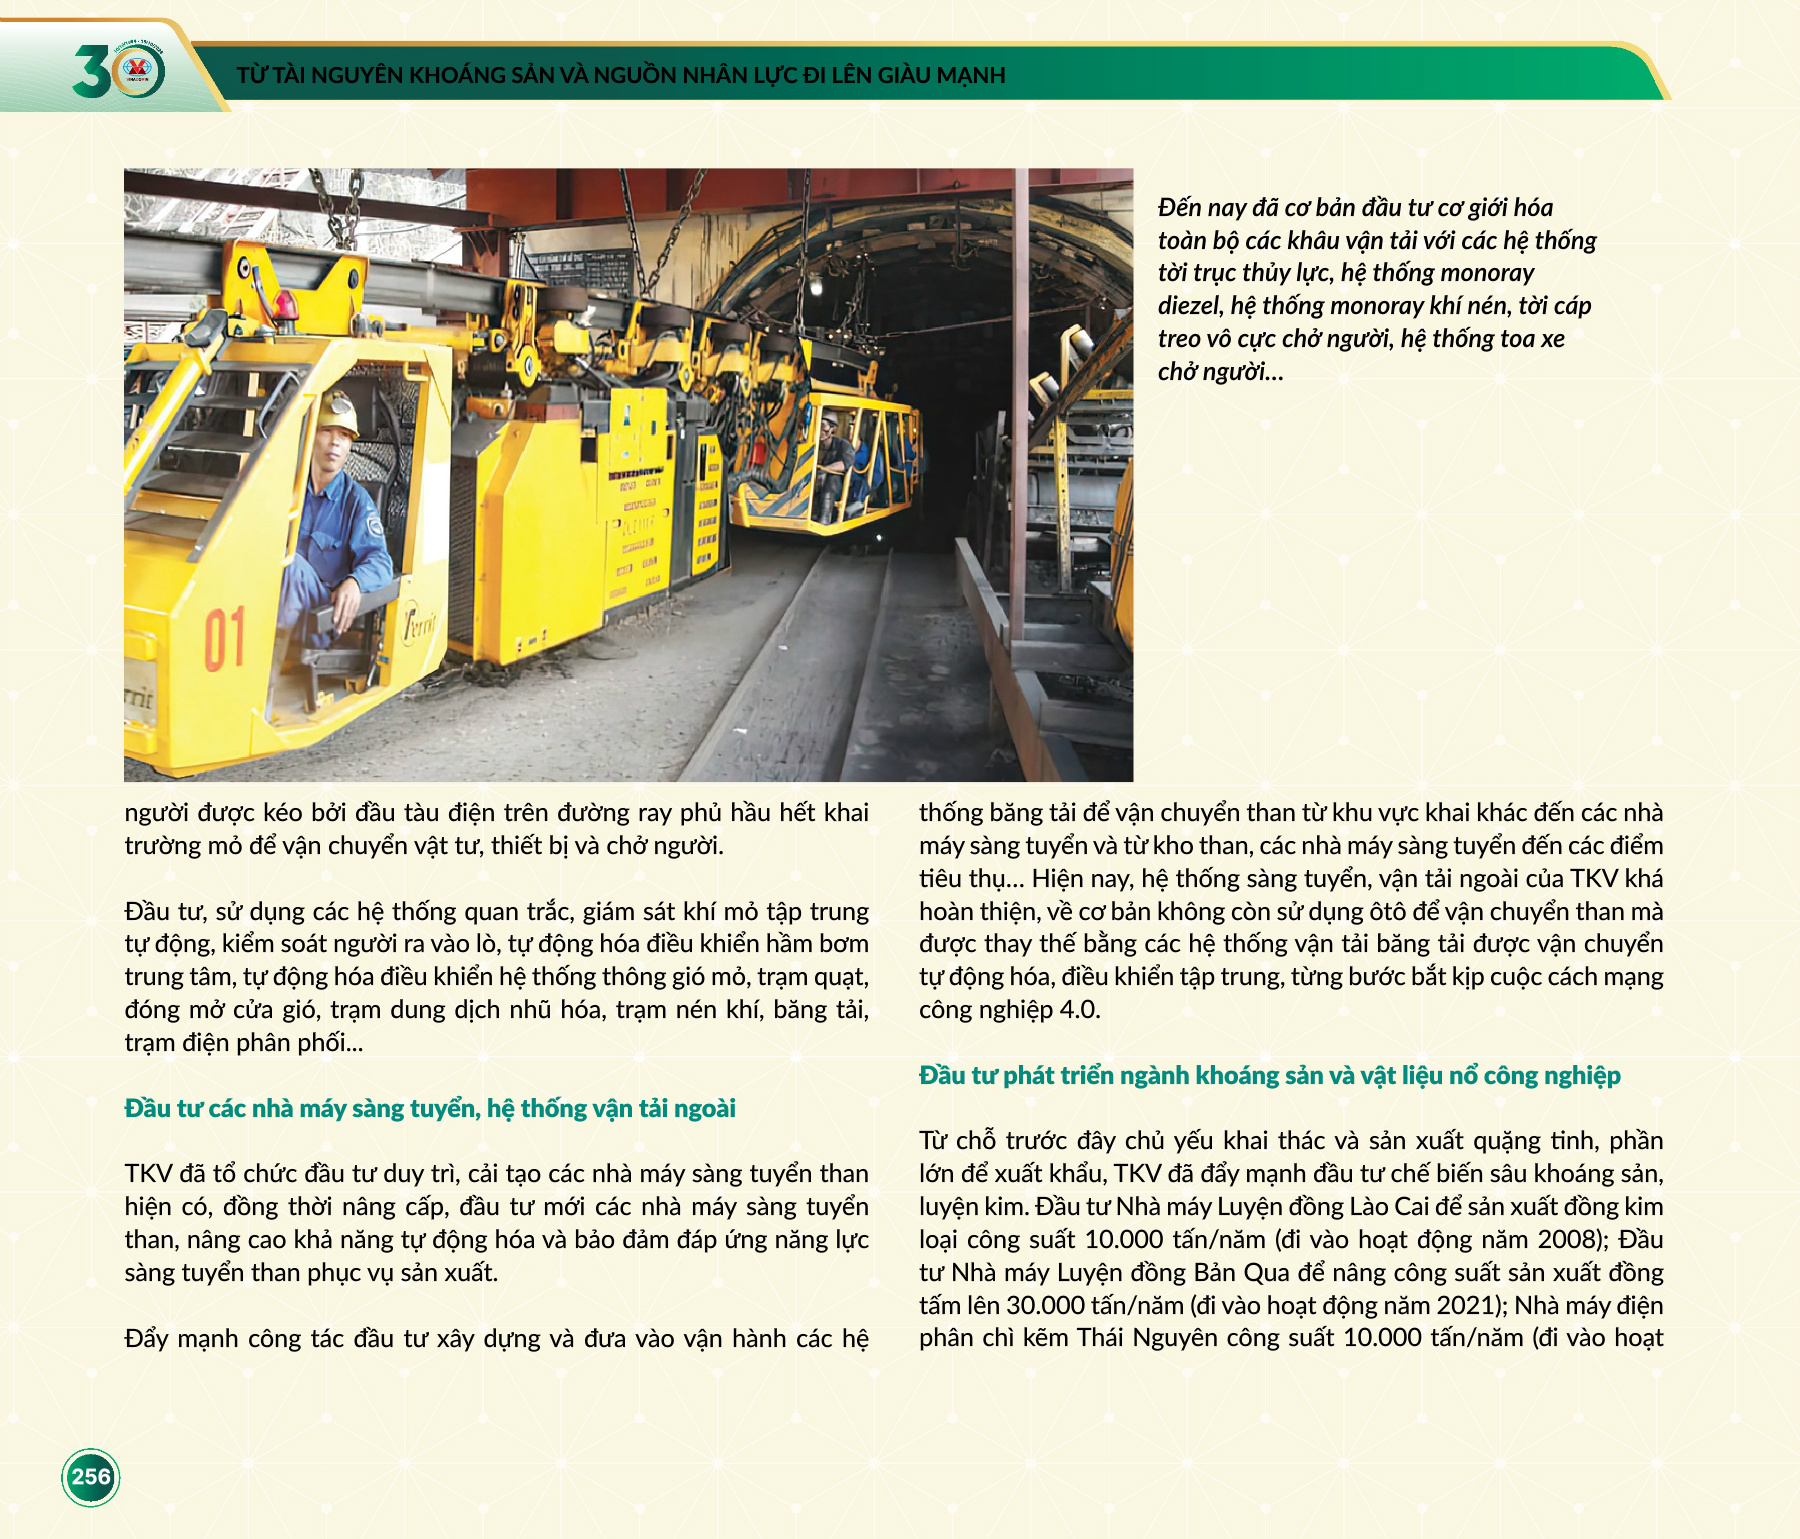 30
TỪ TÀI NGUYÊN KHOÁNG SẢN VÀ NGUỒN NHÂN LỰC ĐI LÊN GIÀU MẠNH
Đến nay đã cơ bản đầu tư cơ giới hóa
toàn bộ các khâu vận tải với các hệ thống
tời trục thủy lực, hệ thống monoray
diezel, hệ thống monoray khí nén, tời cáp
treo vô cực chở người, hệ thống toa xe
chở người...
01
Ferrit
rrit
người được kéo bởi đầu tàu điện trên đường ray phủ hầu hết khai
trường mỏ để vận chuyển vật tư, thiết bị và chở người.
Đầu tư, sử dụng các hệ thống quan trắc, giám sát khí mỏ tập trung
tự động, kiểm soát người ra vào lò, tự động hóa điều khiển hầm bơm
trung tâm, tự động hóa điều khiển hệ thống thông gió mỏ, trạm quạt,
đóng mở cửa gió, trạm dung dịch nhũ hóa, trạm nén khí, băng tải,
trạm điện phân phối...
Đầu tư các nhà máy sàng tuyển, hệ thống vận tải ngoài
TKV đã tổ chức đầu tư duy trì, cải tạo các nhà máy sàng tuyển than
hiện có, đồng thời nâng cấp, đầu tư mới các nhà máy sàng tuyển
than, nâng cao khả năng tự động hóa và bảo đảm đáp ứng năng lực
sàng tuyển than phục vụ sản xuất.
Đẩy mạnh công tác đầu tư xây dựng và đưa vào vận hành các hệ
thống băng tải để vận chuyển than từ khu vực khai khác đến các nhà
máy sàng tuyển và từ kho than, các nhà máy sàng tuyển đến các điểm
tiêu thụ... Hiện nay, hệ thống sàng tuyển, vận tải ngoài của TKV khá
hoàn thiện, về cơ bản không còn sử dụng ôtô để vận chuyển than mà
được thay thế bằng các hệ thống vận tải băng tải được vận chuyển
tự động hóa, điều khiển tập trung, từng bước bắt kịp cuộc cách mạng
công nghiệp 4.0.
Đầu tư phát triển ngành khoáng sản và vật liệu nổ công nghiệp
Từ chỗ trước đây chủ yếu khai thác và sản xuất quặng tinh, phần
lớn để xuất khẩu, TKV đã đẩy mạnh đầu tư chế biến sâu khoáng sản,
luyện kim. Đầu tư Nhà máy Luyện đồng Lào Cai để sản xuất đồng kim
loại công suất 10.000 tấn/năm (đi vào hoạt động năm 2008); Đầu
tư Nhà máy Luyện đồng Bản Qua để nâng công suất sản xuất đồng
tấm lên 30.000 tấn/năm (đi vào hoạt động năm 2021); Nhà máy điện
phân chì kẽm Thái Nguyên công suất 10.000 tấn/năm (đi vào hoạt
256